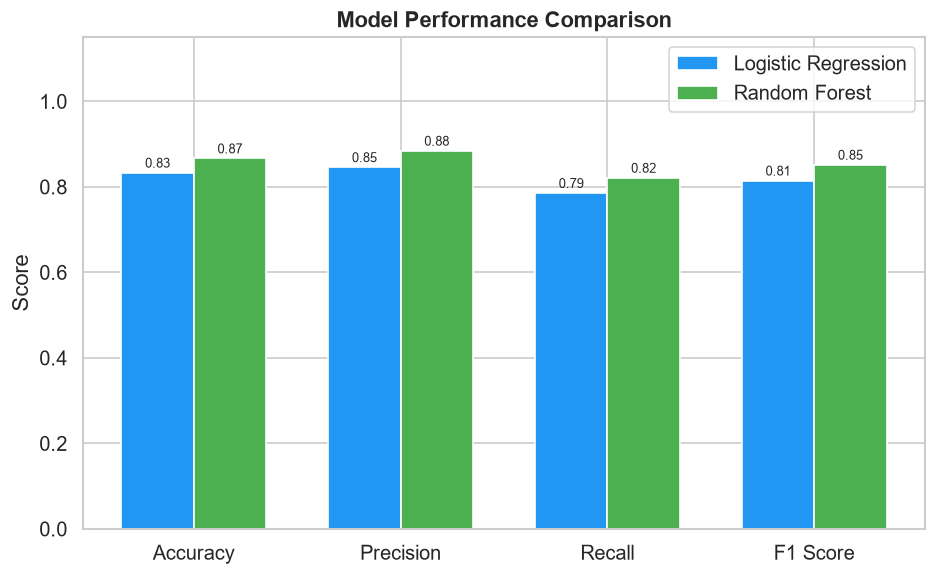 Model Performance Comparison
Logistic Regression
Random Forest
Score
1.0
0.8
0.6
0.4
0.2
0.0
0.83
0.87
0.85
0.88
0.79
0.82
0.81
0.85
Accuracy
Precision
Recall
F1 Score